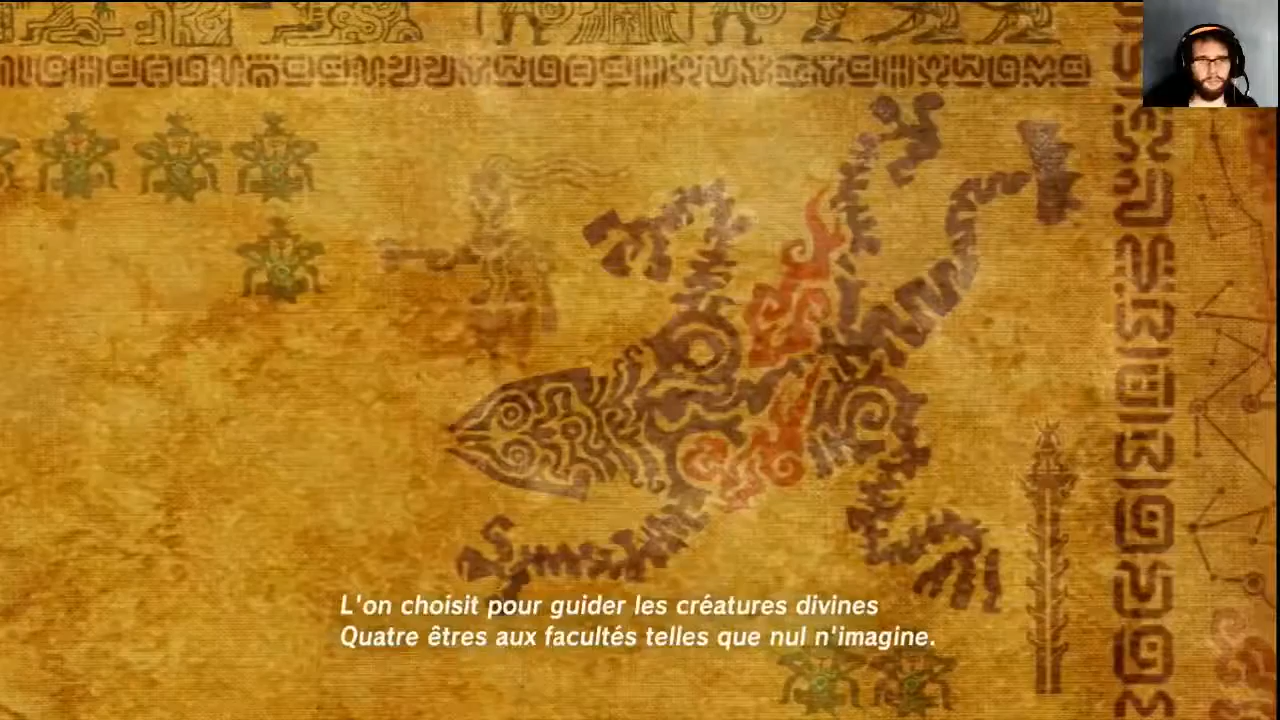 L'on choisit pour guider les créatures divines
Quatre êtres aux facultés telles que nul n'imagine.